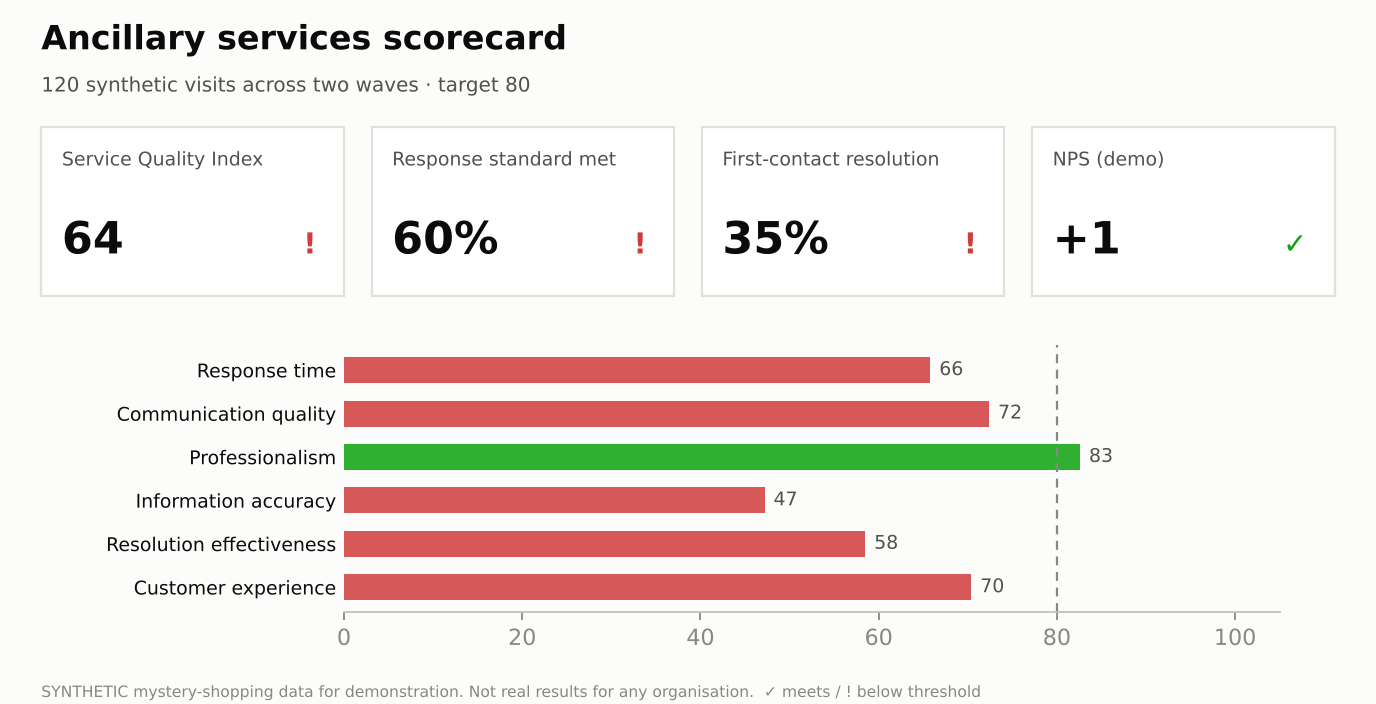 Ancillary services scorecard
120 synthetic visits across two waves · target 80
Service Quality Index
64 !
Response standard met
60% !
First-contact resolution
35% !
NPS (demo)
+1 ✓
Response time 66
Communication quality 72
Professionalism 83
Information accuracy 47
Resolution effectiveness 58
Customer experience 70
0 20 40 60 80 100
SYNTHETIC mystery-shopping data for demonstration. Not real results for any organisation. ✓ meets / ! below threshold